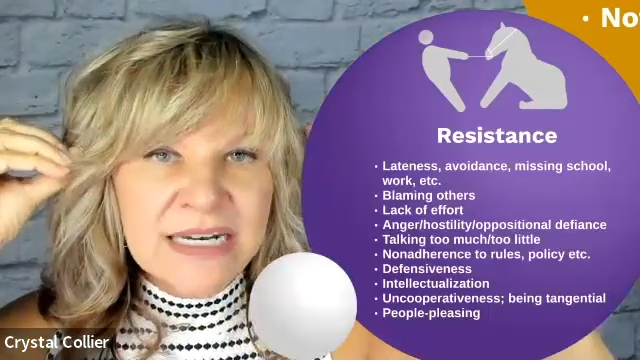 • No
Resistance
• Lateness, avoidance, missing school,
work, etc.
• Blaming others
• Lack of effort
• Anger/hostility/oppositional defiance
• Talking too much/too little
• Nonadherence to rules, policy etc.
• Defensiveness
• Intellectualization
• Uncooperativeness; being tangential
• People-pleasing
Crystal Collier